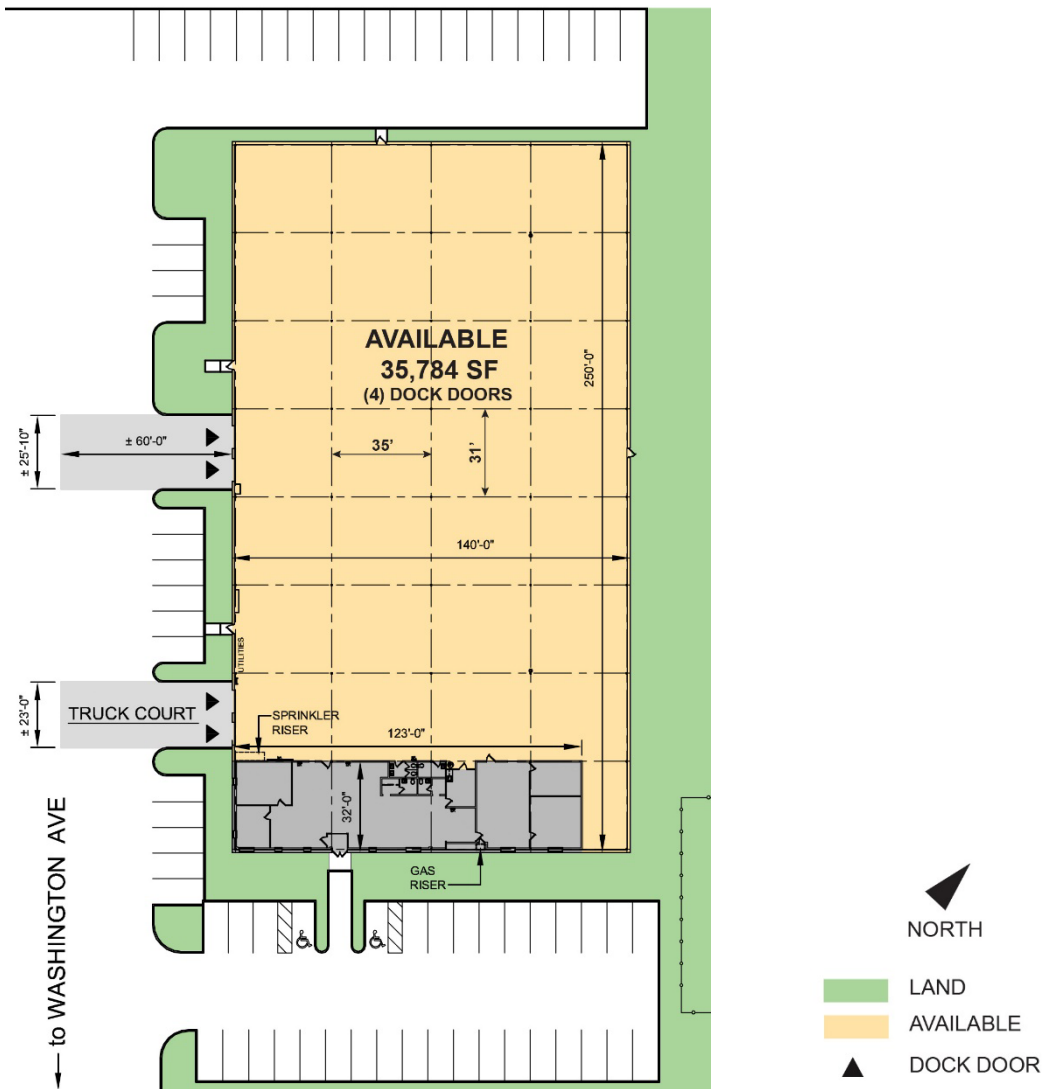 AVAILABLE
35,784 SF
(4) DOCK DOORS
250'-0"
± 25'-10"
± 60'-0"
35'
31'
140'-0"
UTILITIES
± 23'-0"
TRUCK COURT
SPRINKLER
RISER
123'-0"
32'-0"
GAS
RISER
to WASHINGTON AVE
NORTH
LAND
AVAILABLE
DOCK DOOR